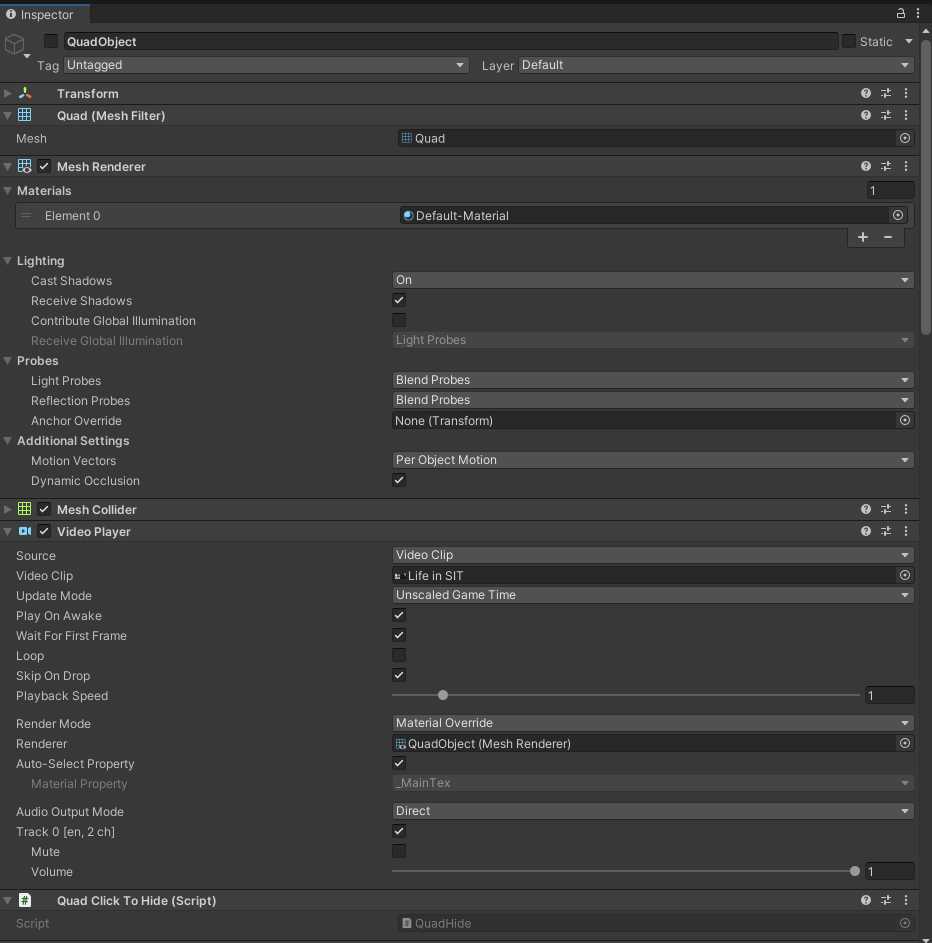 Inspector
QuadObject
Static
Tag Untagged Layer Default
Transform
Quad (Mesh Filter)
Mesh Quad
Mesh Renderer
Materials 1
Element 0 Default-Material
Lighting
Cast Shadows On
Receive Shadows
Contribute Global Illumination
Receive Global Illumination Light Probes
Probes
Light Probes Blend Probes
Reflection Probes Blend Probes
Anchor Override None (Transform)
Additional Settings
Motion Vectors Per Object Motion
Dynamic Occlusion
Mesh Collider
Video Player
Source Video Clip
Video Clip Life in SIT
Update Mode Unscaled Game Time
Play On Awake
Wait For First Frame
Loop
Skip On Drop
Playback Speed 1
Render Mode Material Override
Renderer QuadObject (Mesh Renderer)
Auto-Select Property
Material Property _MainTex
Audio Output Mode Direct
Track 0 [en, 2 ch]
Mute
Volume 1
# Quad Click To Hide (Script)
Script # QuadHide